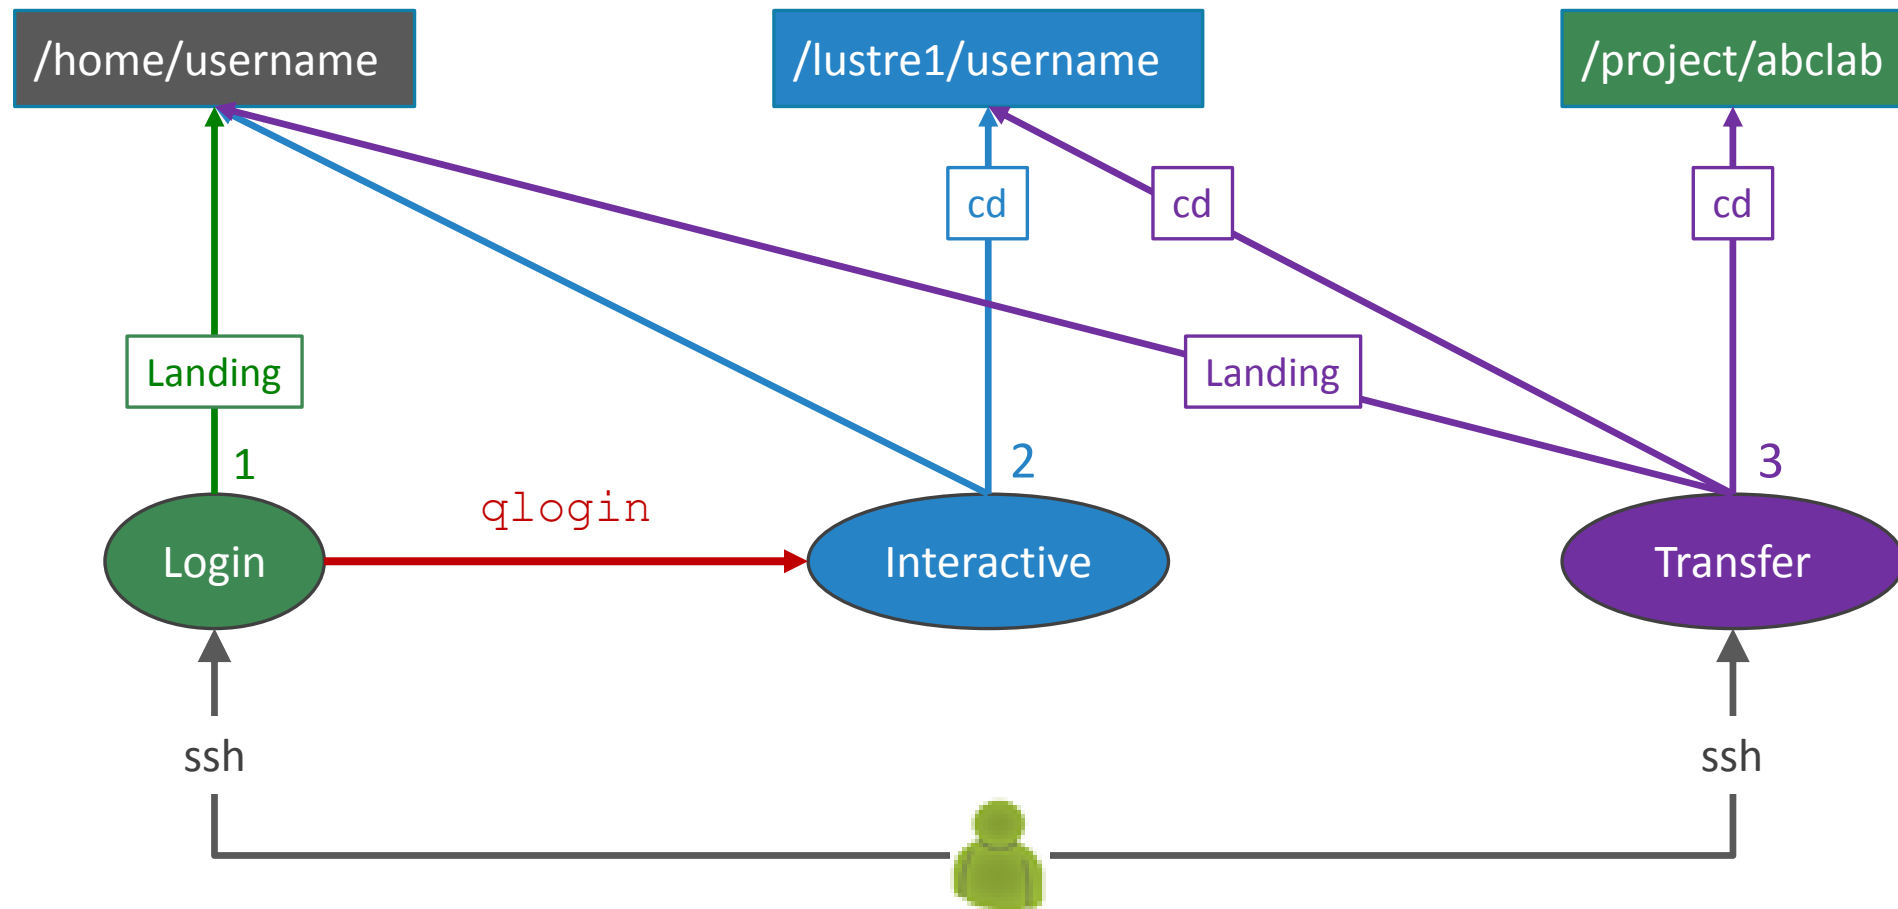 /home/username
/lustre1/username
/project/abclab
cd
cd
cd
Landing
Landing
1
2
3
qlogin
Login
Interactive
Transfer
ssh
ssh